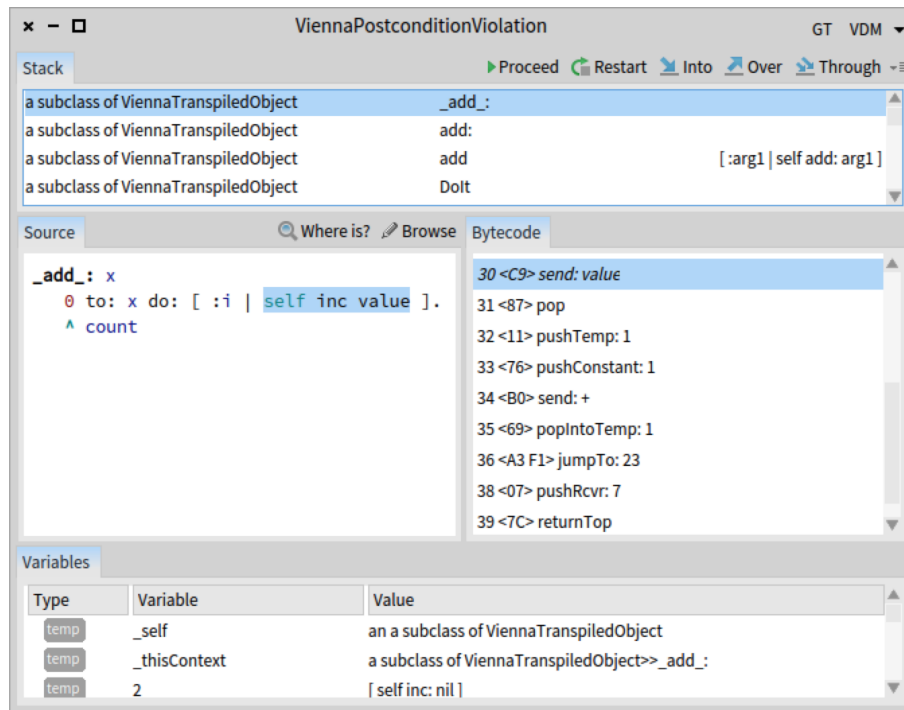 ViennaPostconditionViolation GT VDM
Stack Proceed Restart Into Over Through
a subclass of ViennaTranspiledObject _add_:
a subclass of ViennaTranspiledObject add:
a subclass of ViennaTranspiledObject add [ :arg1 | self add: arg1 ]
a subclass of ViennaTranspiledObject DoIt
Source Where is? Browse
_add_: x
0 to: x do: [ :i | self inc value ].
^ count
Bytecode
30 <C9> send: value
31 <87> pop
32 <11> pushTemp: 1
33 <76> pushConstant: 1
34 <B0> send: +
35 <69> popIntoTemp: 1
36 <A3 F1> jumpTo: 23
38 <07> pushRcvr: 7
39 <7C> returnTop
Variables
Type Variable Value
temp _self an a subclass of ViennaTranspiledObject
temp _thisContext a subclass of ViennaTranspiledObject>>_add_:
temp 2 [ self inc: nil ]